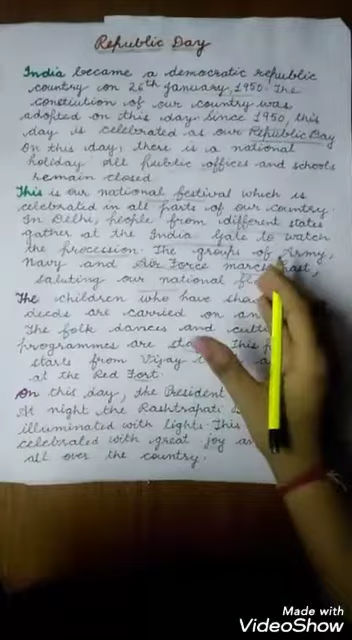 Republic Day
India became a democratic republic
country on 26th January, 1950. The
constiution of our country was
adopted on this day. Since 1950, this
day is celebrated as our Republic Day
On this day, there is a national
holiday. All public offices and schools
remain closed
This is our national festival which is
celebrated in all parts of our country.
In Delhi, people from different states
gather at the India Gate to watch
the procession. The groups of Army,
Navy and Air Force march past,
saluting our national
The children who have
deeds are carried on an
The folk dances and
programmes are This
starts from Vijay
at the Red Fort.
On this day, the President
At night the Rashtrapati
illuminated with lights. This
celebrated with great joy
all over the country.
Made with
VideoShow